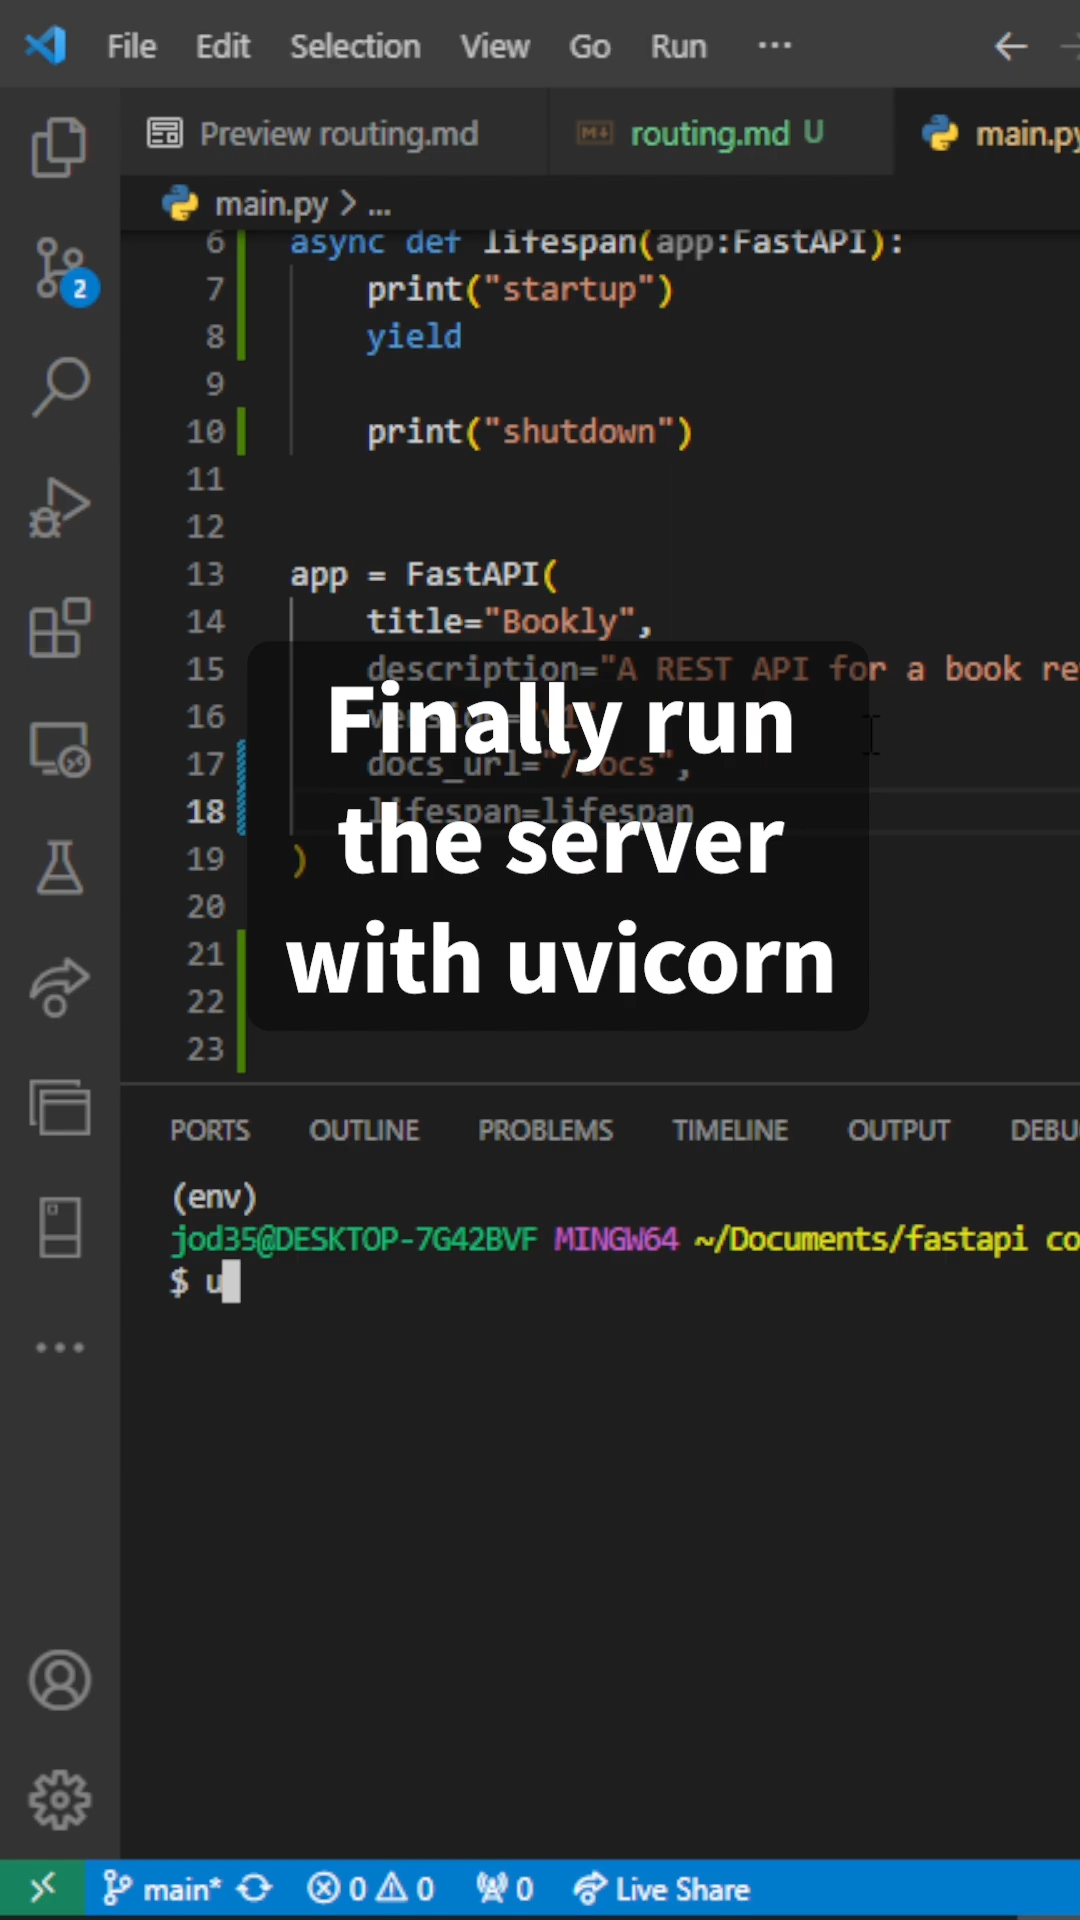 File Edit Selection View Go Run ...
Preview routing.md routing.md U main.py
main.py > ...
6 async def lifespan(app:FastAPI):
7 print("startup")
8 yield
9
10 print("shutdown")
11
12
13 app = FastAPI(
14 title="Bookly",
15 description="A REST API for a book re
16 version="v1"
17 docs_url="/docs",
18 lifespan=lifespan
19 )
20
21
22
23
Finally run
the server
with uvicorn
PORTS OUTLINE PROBLEMS TIMELINE OUTPUT DEBU
(env)
jod35@DESKTOP-7G42BVF MINGW64 ~/Documents/fastapi co
$ u
2
main* 0 0 0 Live Share